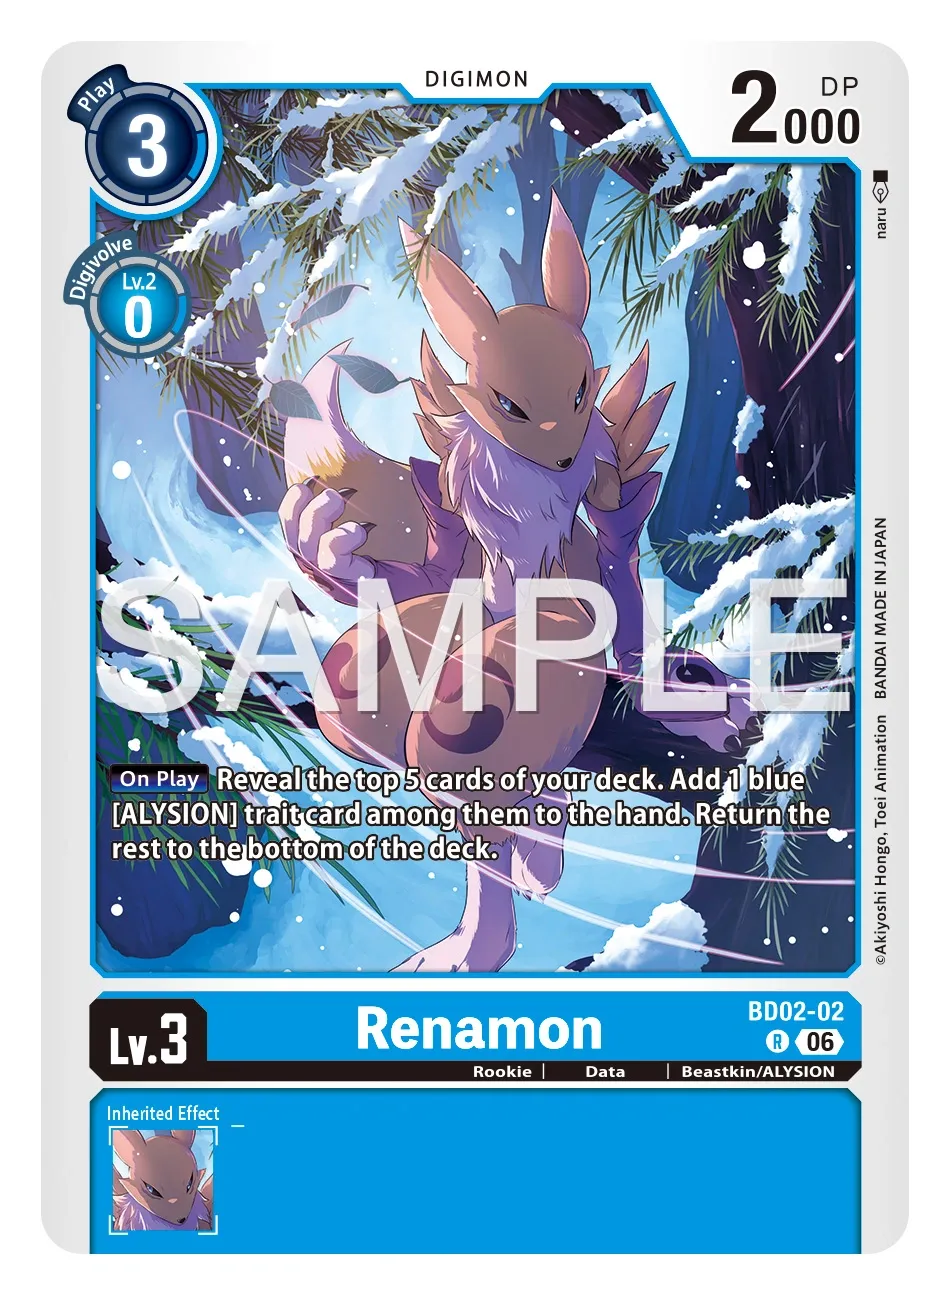 Play
3
DIGIMON
2000
DP
Digivolve
Lv.2
0
naru
SAMPLE
On Play Reveal the top 5 cards of your deck. Add 1 blue
[ALYSION] trait card among them to the hand. Return the
rest to the bottom of the deck.
©Akiyoshi Hongo, Toei Animation BANDAI MADE IN JAPAN
Lv.3
Renamon
BD02-02
R 06
Rookie | Data | Beastkin/ALYSION
Inherited Effect –